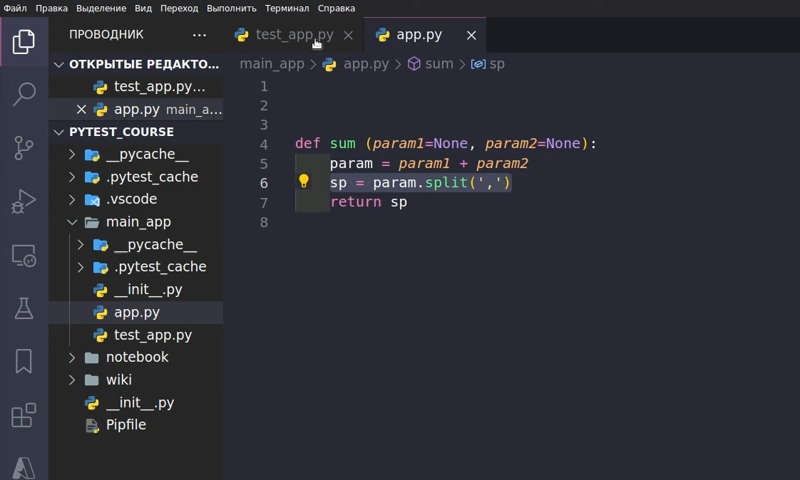 Файл Правка Выделение Вид Переход Выполнить Терминал Справка
ПРОВОДНИК ...
ОТКРЫТЫЕ РЕДАКТО...
test_app.py...
app.py main_a...
PYTEST_COURSE
__pycache__
.pytest_cache
.vscode
main_app
__pycache__
.pytest_cache
__init__.py
app.py
test_app.py
notebook
wiki
__init__.py
Pipfile
test_app.py app.py
main_app > app.py > sum > sp
1
2
3
4 def sum (param1=None, param2=None):
5 param = param1 + param2
6 sp = param.split(',')
7 return sp
8